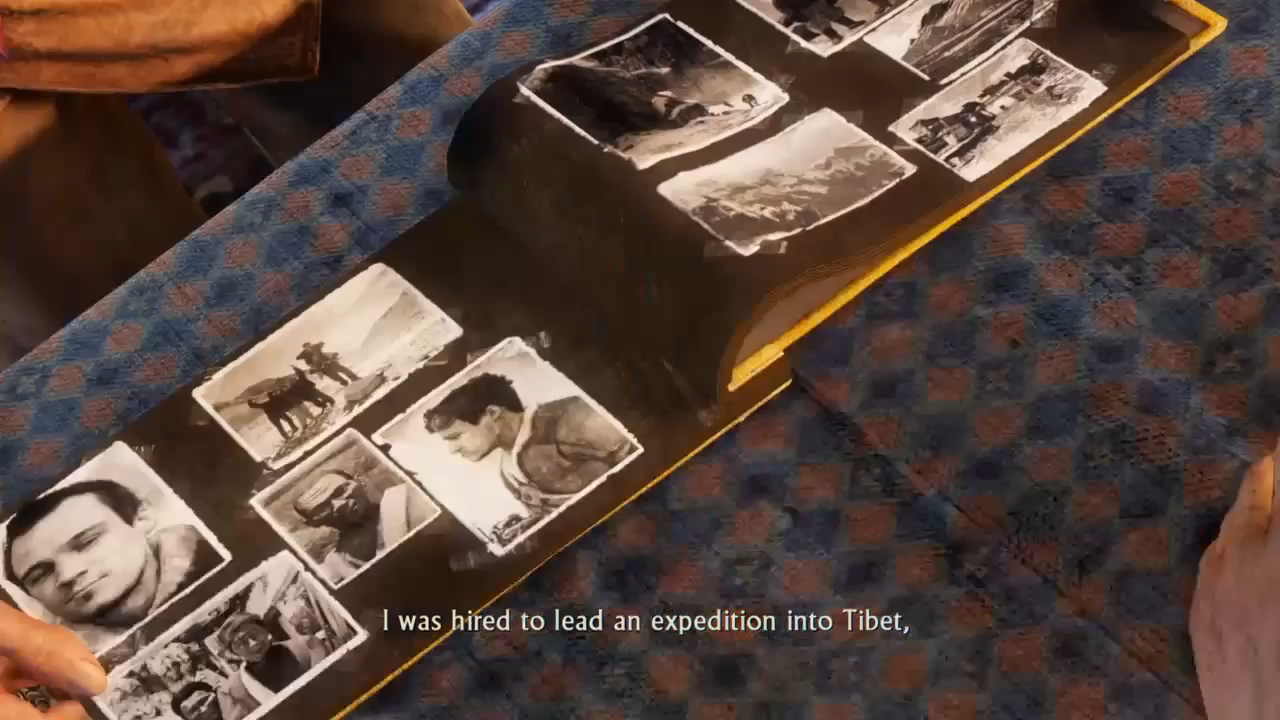 I was hired to lead an expedition into Tibet,